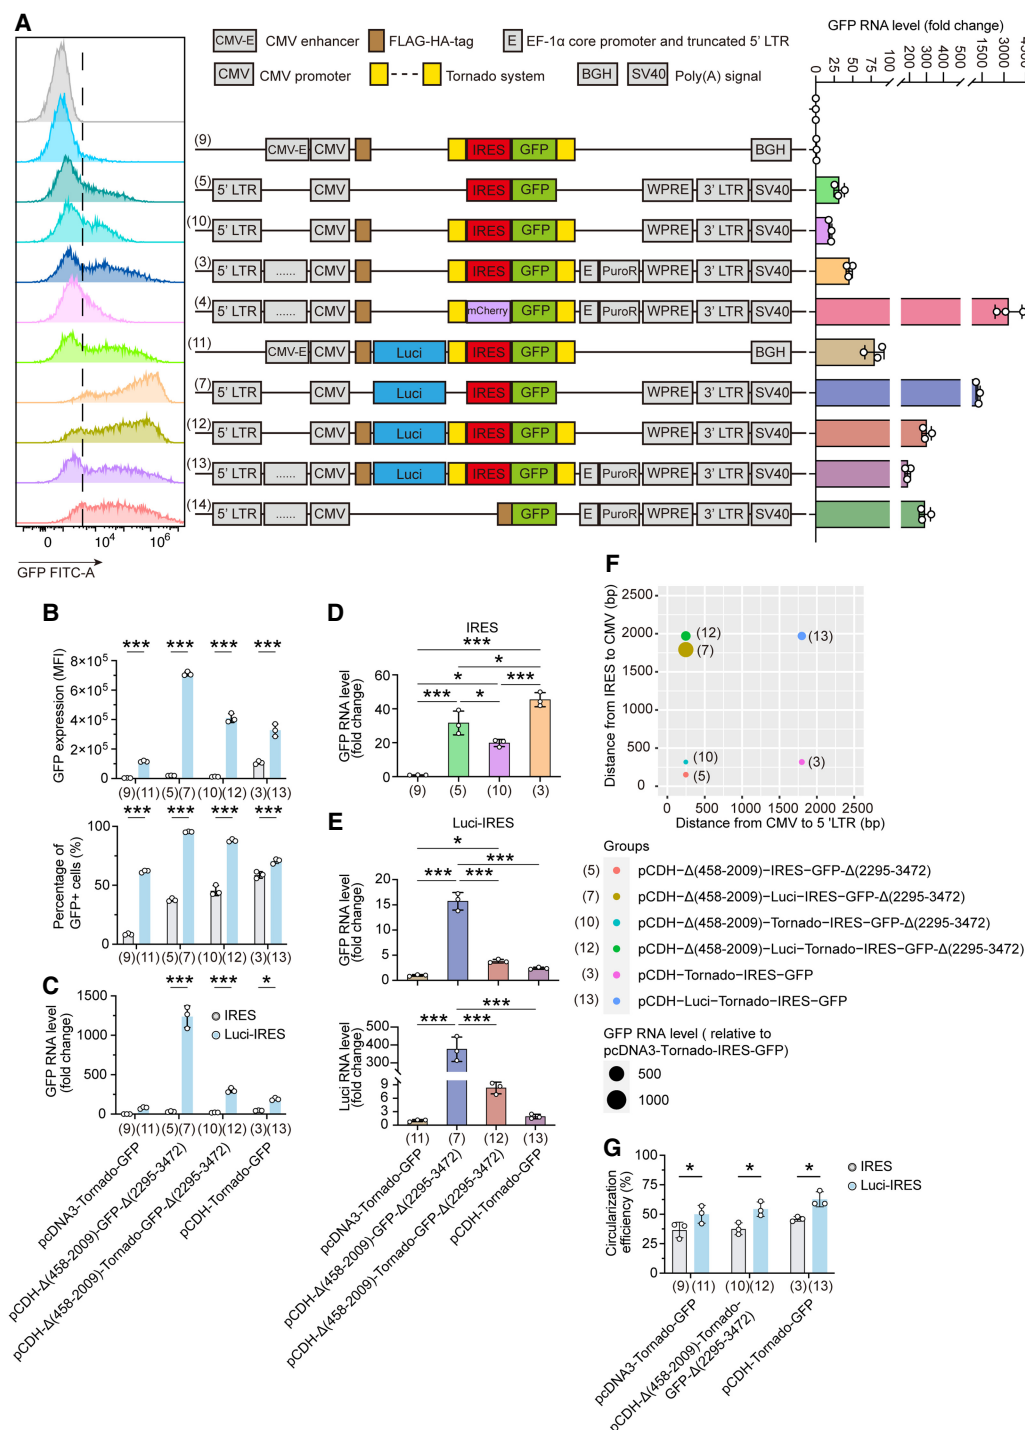 A
CMV-E CMV enhancer FLAG-HA-tag E EF-1α core promoter and truncated 5' LTR
CMV CMV promoter Tornado system BGH SV40 Poly(A) signal
GFP RNA level (fold change)
0 25 50 75 100 200 300 400 500 1500 3000
(9) CMV-E CMV IRES GFP BGH
(5) 5' LTR CMV IRES GFP WPRE 3' LTR SV40
(10) 5' LTR CMV IRES GFP WPRE 3' LTR SV40
(3) 5' LTR ...... CMV IRES GFP E PuroR WPRE 3' LTR SV40
(4) 5' LTR ...... CMV mCherry GFP E PuroR WPRE 3' LTR SV40
(11) CMV-E CMV Luci IRES GFP BGH
(7) 5' LTR CMV Luci IRES GFP WPRE 3' LTR SV40
(12) 5' LTR CMV Luci IRES GFP WPRE 3' LTR SV40
(13) 5' LTR ...... CMV Luci IRES GFP E PuroR WPRE 3' LTR SV40
(14) 5' LTR ...... CMV GFP E PuroR WPRE 3' LTR SV40
0 10⁴ 10⁶
GFP FITC-A
B
*** *** *** ***
GFP expression (MFI)
8×10⁵
6×10⁵
4×10⁵
2×10⁵
0
(9) (11) (5) (7) (10) (12) (3) (13)
*** *** *** ***
Percentage of
GFP+ cells (%)
100
50
0
(9) (11) (5) (7) (10) (12) (3) (13)
C
*** *** *
GFP RNA level
(fold change)
1500
1000
500
0
IRES
Luci-IRES
(9) (11) (5) (7) (10) (12) (3) (13)
pcDNA3-Tornado-GFP
pCDH-Δ(458-2009)-GFP-Δ(2295-3472)
pCDH-Δ(458-2009)-Tornado-GFP-Δ(2295-3472)
pCDH-Tornado-GFP
D
IRES
***
*
* ***
*** *
GFP RNA level
(fold change)
60
40
20
0
(9) (5) (10) (3)
E
Luci-IRES
*
***
*** ***
GFP RNA level
(fold change)
20
15
10
5
0
***
*** ***
Luci RNA level
(fold change)
500
400
300
9
6
3
0
(11) (7) (12) (13)
pcDNA3-Tornado-GFP
pCDH-Δ(458-2009)-GFP-Δ(2295-3472)
pCDH-Δ(458-2009)-Tornado-GFP-Δ(2295-3472)
pCDH-Tornado-GFP
F
Distance from IRES to CMV (bp)
2500
2000
1500
500
0
(12)
(7)
(13)
(10)
(5)
(3)
0 500 1000 1500 2000 2500
Distance from CMV to 5 'LTR (bp)
Groups
(5) pCDH−Δ(458-2009)−IRES−GFP-Δ(2295-3472)
(7) pCDH−Δ(458-2009)−Luci-IRES−GFP-Δ(2295-3472)
(10) pCDH−Δ(458-2009)−Tornado−IRES−GFP-Δ(2295-3472)
(12) pCDH−Δ(458-2009)−Luci−Tornado−IRES−GFP-Δ(2295-3472)
(3) pCDH−Tornado−IRES−GFP
(13) pCDH−Luci−Tornado−IRES−GFP
GFP RNA level ( relative to
pcDNA3-Tornado-IRES-GFP)
500
1000
G
* * *
Circularization
efficiency (%)
100
75
50
25
0
IRES
Luci-IRES
(9) (11) (10) (12) (3) (13)
pcDNA3-Tornado-GFP
pCDH-Δ(458-2009)-Tornado-
GFP-Δ(2295-3472)
pCDH-Tornado-GFP